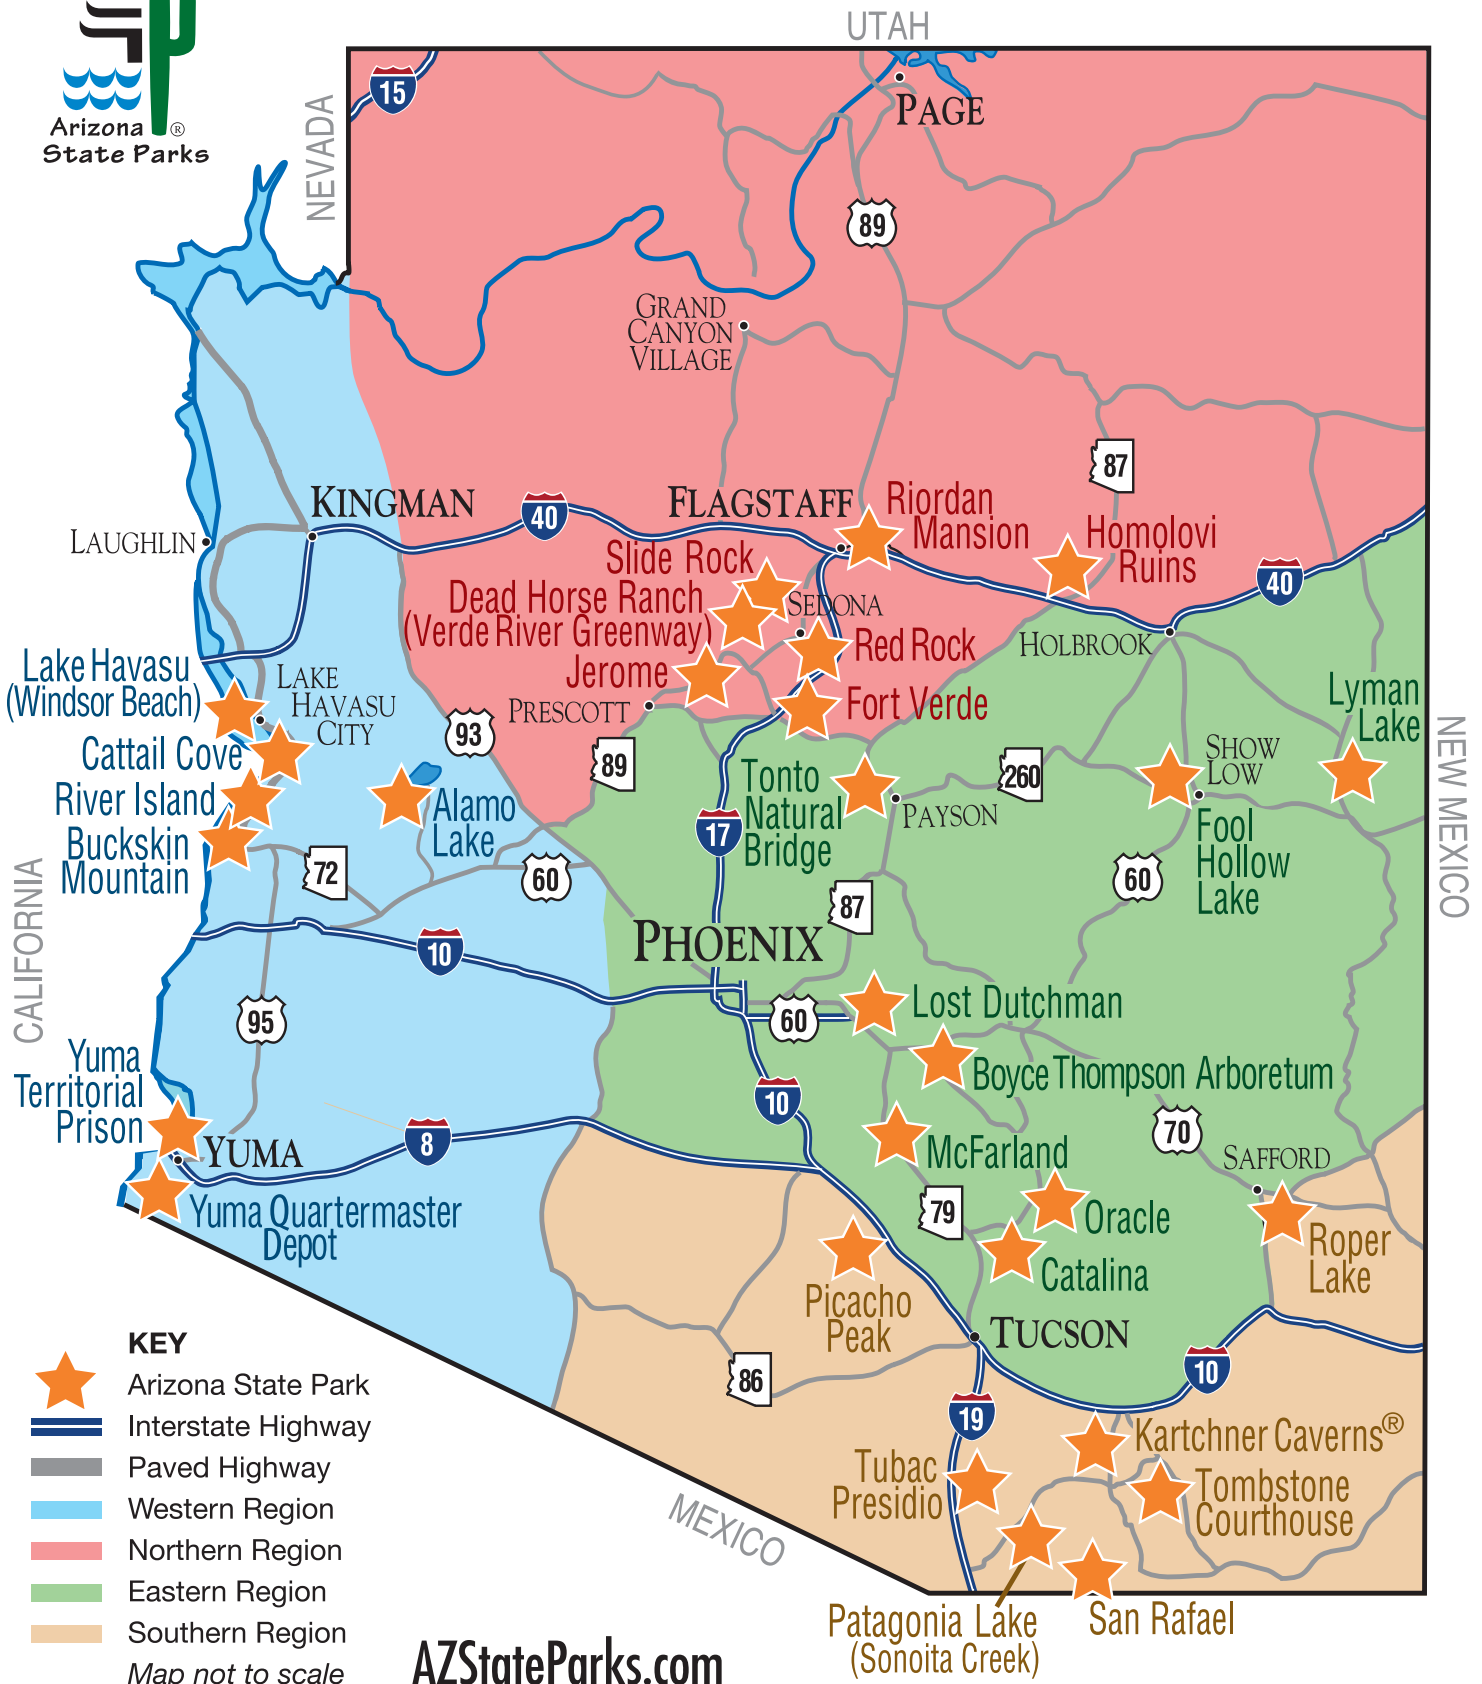 UTAH
Arizona
®
State Parks
NEVADA
15
PAGE
89
GRAND
CANYON
VILLAGE
87
KINGMAN
40
FLAGSTAFF
Riordan
Mansion
Homolovi
Ruins
40
LAUGHLIN
Slide Rock
Dead Horse Ranch
(Verde River Greenway)
SEDONA
Jerome
Red Rock
HOLBROOK
Lake Havasu
(Windsor Beach)
LAKE
HAVASU
CITY
PRESCOTT
Fort Verde
Lyman
Lake
93
89
Cattail Cove
River Island
Buckskin
Mountain
Alamo
Lake
Tonto
Natural
Bridge
PAYSON
260
SHOW
LOW
Fool
Hollow
Lake
NEW MEXICO
17
72
60
60
87
CALIFORNIA
PHOENIX
10
95
60
Lost Dutchman
Boyce Thompson Arboretum
Yuma
Territorial
Prison
10
8
70
McFarland
YUMA
SAFFORD
Yuma Quartermaster
Depot
79
Oracle
Catalina
Roper
Lake
Picacho
Peak
TUCSON
10
86
19
Kartchner Caverns®
Tubac
Presidio
Tombstone
Courthouse
MEXICO
Patagonia Lake
(Sonoita Creek)
San Rafael
KEY
Arizona State Park
Interstate Highway
Paved Highway
Western Region
Northern Region
Eastern Region
Southern Region
Map not to scale
AZStateParks.com